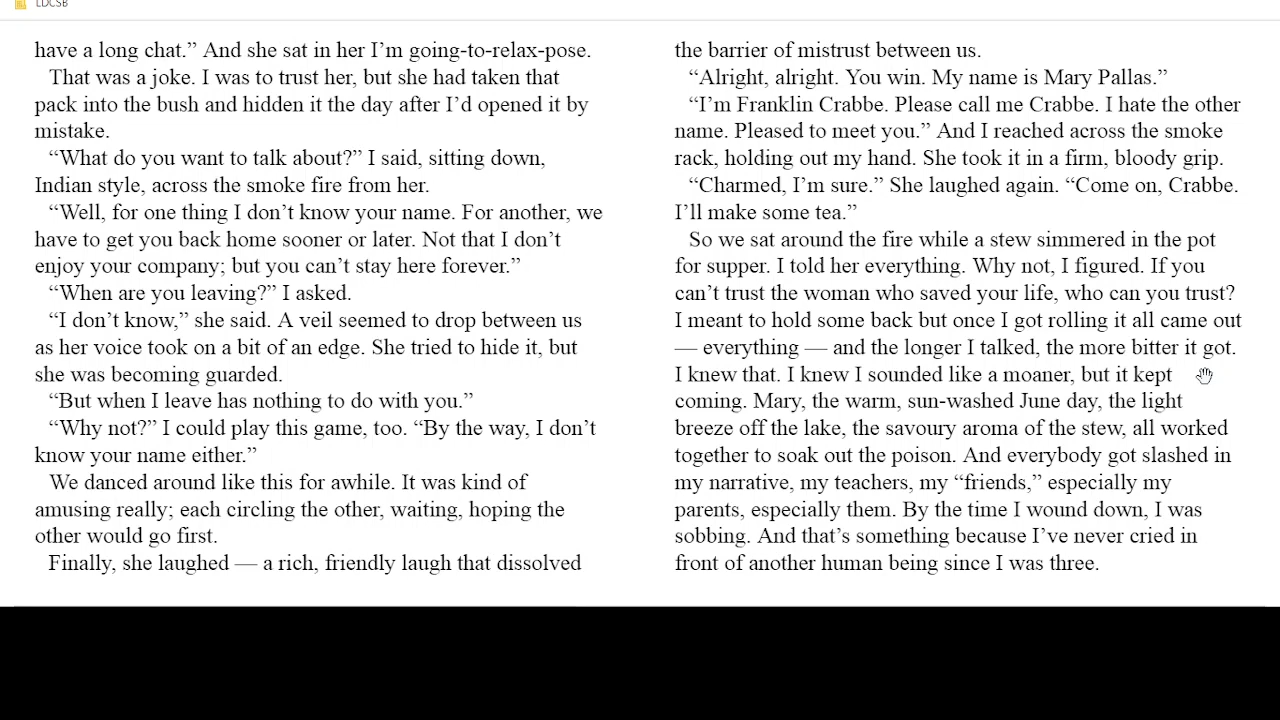 LDCSB
have a long chat.” And she sat in her I’m going-to-relax-pose.
That was a joke. I was to trust her, but she had taken that
pack into the bush and hidden it the day after I’d opened it by
mistake.
“What do you want to talk about?” I said, sitting down,
Indian style, across the smoke fire from her.
“Well, for one thing I don’t know your name. For another, we
have to get you back home sooner or later. Not that I don’t
enjoy your company; but you can’t stay here forever.”
“When are you leaving?” I asked.
“I don’t know,” she said. A veil seemed to drop between us
as her voice took on a bit of an edge. She tried to hide it, but
she was becoming guarded.
“But when I leave has nothing to do with you.”
“Why not?” I could play this game, too. “By the way, I don’t
know your name either.”
We danced around like this for awhile. It was kind of
amusing really; each circling the other, waiting, hoping the
other would go first.
Finally, she laughed — a rich, friendly laugh that dissolved
the barrier of mistrust between us.
“Alright, alright. You win. My name is Mary Pallas.”
“I’m Franklin Crabbe. Please call me Crabbe. I hate the other
name. Pleased to meet you.” And I reached across the smoke
rack, holding out my hand. She took it in a firm, bloody grip.
“Charmed, I’m sure.” She laughed again. “Come on, Crabbe.
I’ll make some tea.”
So we sat around the fire while a stew simmered in the pot
for supper. I told her everything. Why not, I figured. If you
can’t trust the woman who saved your life, who can you trust?
I meant to hold some back but once I got rolling it all came out
— everything — and the longer I talked, the more bitter it got.
I knew that. I knew I sounded like a moaner, but it kept
coming. Mary, the warm, sun-washed June day, the light
breeze off the lake, the savoury aroma of the stew, all worked
together to soak out the poison. And everybody got slashed in
my narrative, my teachers, my “friends,” especially my
parents, especially them. By the time I wound down, I was
sobbing. And that’s something because I’ve never cried in
front of another human being since I was three.